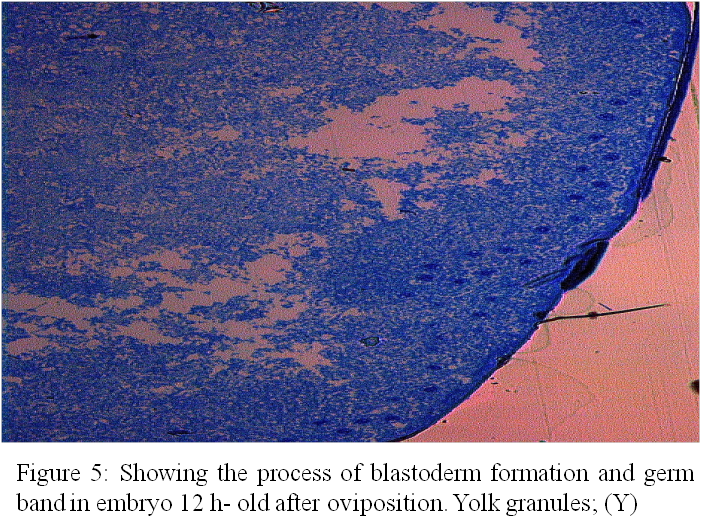 Figure 5: Showing the process of blastoderm formation and germ
band in embryo 12 h- old after oviposition. Yolk granules; (Y)